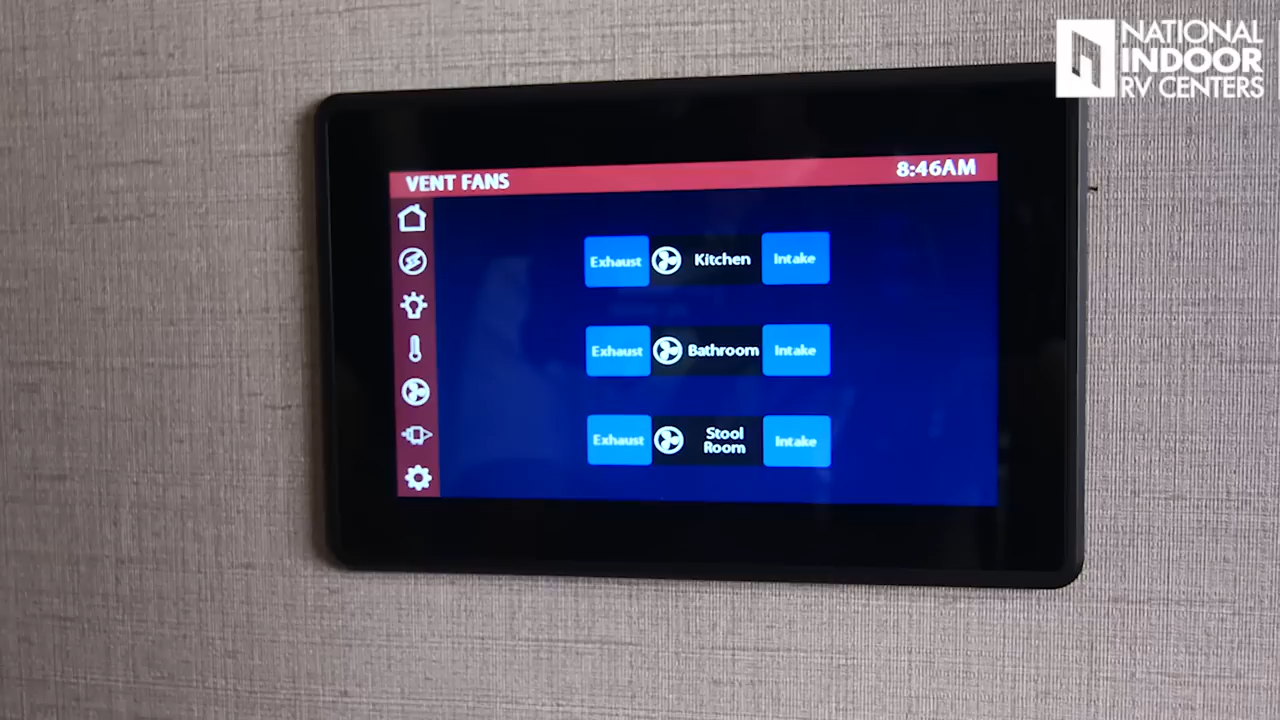 NATIONAL
INDOOR
RV CENTERS
VENT FANS
8:46AM
Exhaust
Kitchen
Intake
Exhaust
Bathroom
Intake
Exhaust
Stool
Room
Intake